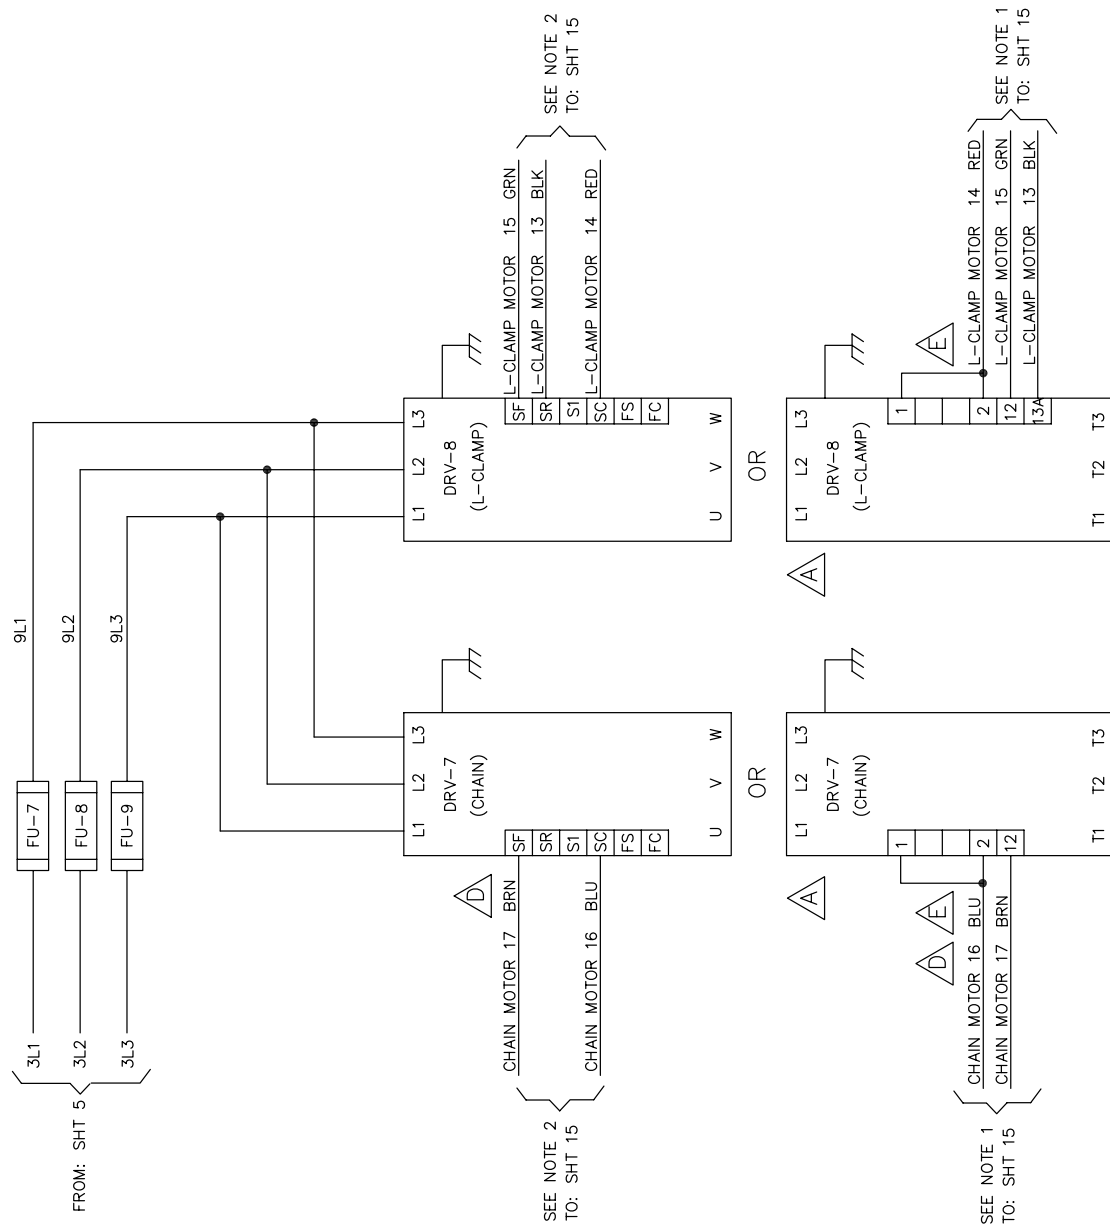 FROM: SHT 5
3L1
3L2
3L3
FU-7
FU-8
FU-9
9L1
9L2
9L3
L1
L2
L3
DRV-7
(CHAIN)
SF
SR
S1
SC
FS
FC
U
V
W
D
CHAIN MOTOR 17 BRN
CHAIN MOTOR 16 BLU
SEE NOTE 2
TO: SHT 15
L1
L2
L3
DRV-8
(L-CLAMP)
SF
SR
S1
SC
FS
FC
U
V
W
L-CLAMP MOTOR 15 GRN
L-CLAMP MOTOR 13 BLK
L-CLAMP MOTOR 14 RED
SEE NOTE 2
TO: SHT 15
OR
OR
A
L1
L2
L3
DRV-7
(CHAIN)
1
2
12
T1
T2
T3
D
E
CHAIN MOTOR 16 BLU
CHAIN MOTOR 17 BRN
SEE NOTE 1
TO: SHT 15
A
L1
L2
L3
DRV-8
(L-CLAMP)
1
2
12
13A
T1
T2
T3
E
L-CLAMP MOTOR 14 RED
L-CLAMP MOTOR 15 GRN
L-CLAMP MOTOR 13 BLK
SEE NOTE 1
TO: SHT 15